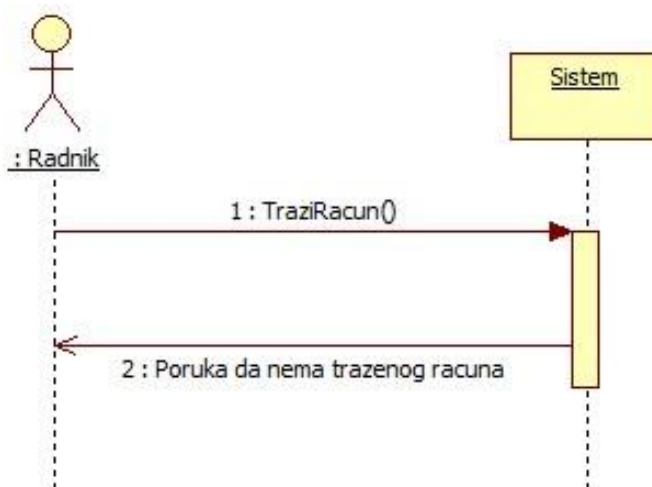 Sistem
: Radnik
1 : TraziRacun()
2 : Poruka da nema trazenog racuna